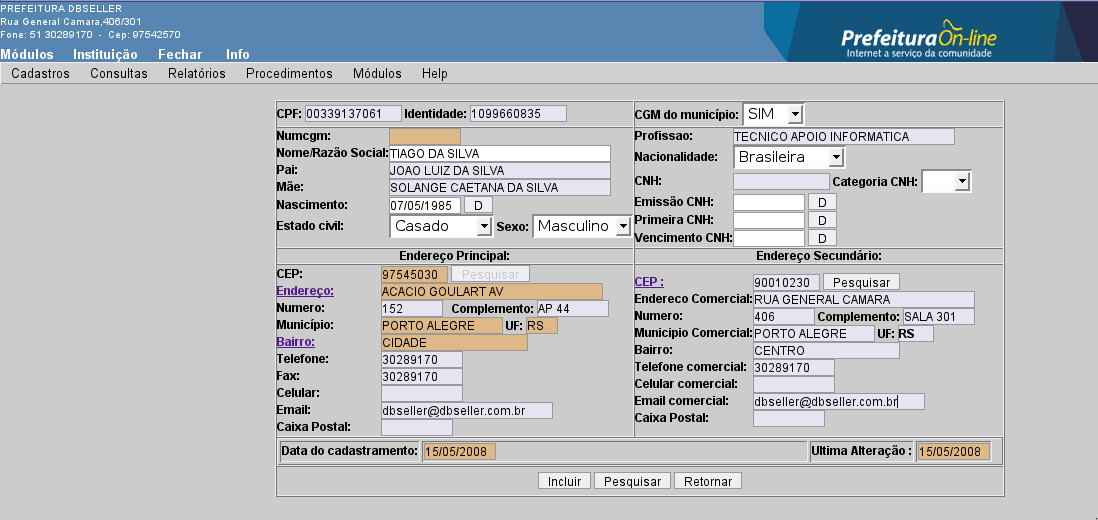 PREFEITURA DBSELLER
Rua General Camara,406/301
Fone: 51 30289170 - Cep: 97542570
Prefeitura On-line
Internet a serviço da comunidade
Módulos Instituição Fechar Info
Cadastros Consultas Relatórios Procedimentos Módulos Help
CPF: 00339137061 Identidade: 1099660835
CGM do município: SIM
Numcgm:
Nome/Razão Social: TIAGO DA SILVA
Pai: JOAO LUIZ DA SILVA
Mãe: SOLANGE CAETANA DA SILVA
Nascimento: 07/05/1985 D
Estado civil: Casado Sexo: Masculino
Profissao: TECNICO APOIO INFORMATICA
Nacionalidade: Brasileira
CNH: Categoria CNH:
Emissão CNH: D
Primeira CNH: D
Vencimento CNH: D
Endereço Principal:
CEP: 97545030 Pesquisar
Endereço: ACACIO GOULART AV
Numero: 152 Complemento: AP 44
Município: PORTO ALEGRE UF: RS
Bairro: CIDADE
Telefone: 30289170
Fax: 30289170
Celular:
Email: dbseller@dbseller.com.br
Caixa Postal:
Endereço Secundário:
CEP : 90010230 Pesquisar
Endereco Comercial: RUA GENERAL CAMARA
Numero: 406 Complemento: SALA 301
Municipio Comercial: PORTO ALEGRE UF: RS
Bairro: CENTRO
Telefone comercial: 30289170
Celular comercial:
Email comercial: dbseller@dbseller.com.br
Caixa Postal:
Data do cadastramento: 15/05/2008 Ultima Alteração : 15/05/2008
Incluir Pesquisar Retornar